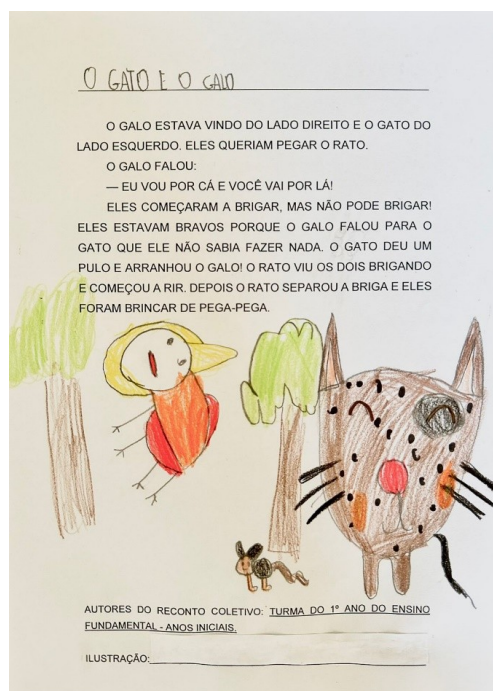 O GATO E O GALO
O GALO ESTAVA VINDO DO LADO DIREITO E O GATO DO
LADO ESQUERDO. ELES QUERIAM PEGAR O RATO.
O GALO FALOU:
— EU VOU POR CÁ E VOCÊ VAI POR LÁ!
ELES COMEÇARAM A BRIGAR, MAS NÃO PODE BRIGAR!
ELES ESTAVAM BRAVOS PORQUE O GALO FALOU PARA O
GATO QUE ELE NÃO SABIA FAZER NADA. O GATO DEU UM
PULO E ARRANHOU O GALO! O RATO VIU OS DOIS BRIGANDO
E COMEÇOU A RIR. DEPOIS O RATO SEPAROU A BRIGA E ELES
FORAM BRINCAR DE PEGA-PEGA.
AUTORES DO RECONTO COLETIVO: TURMA DO 1º ANO DO ENSINO
FUNDAMENTAL - ANOS INICIAIS.
ILUSTRAÇÃO: